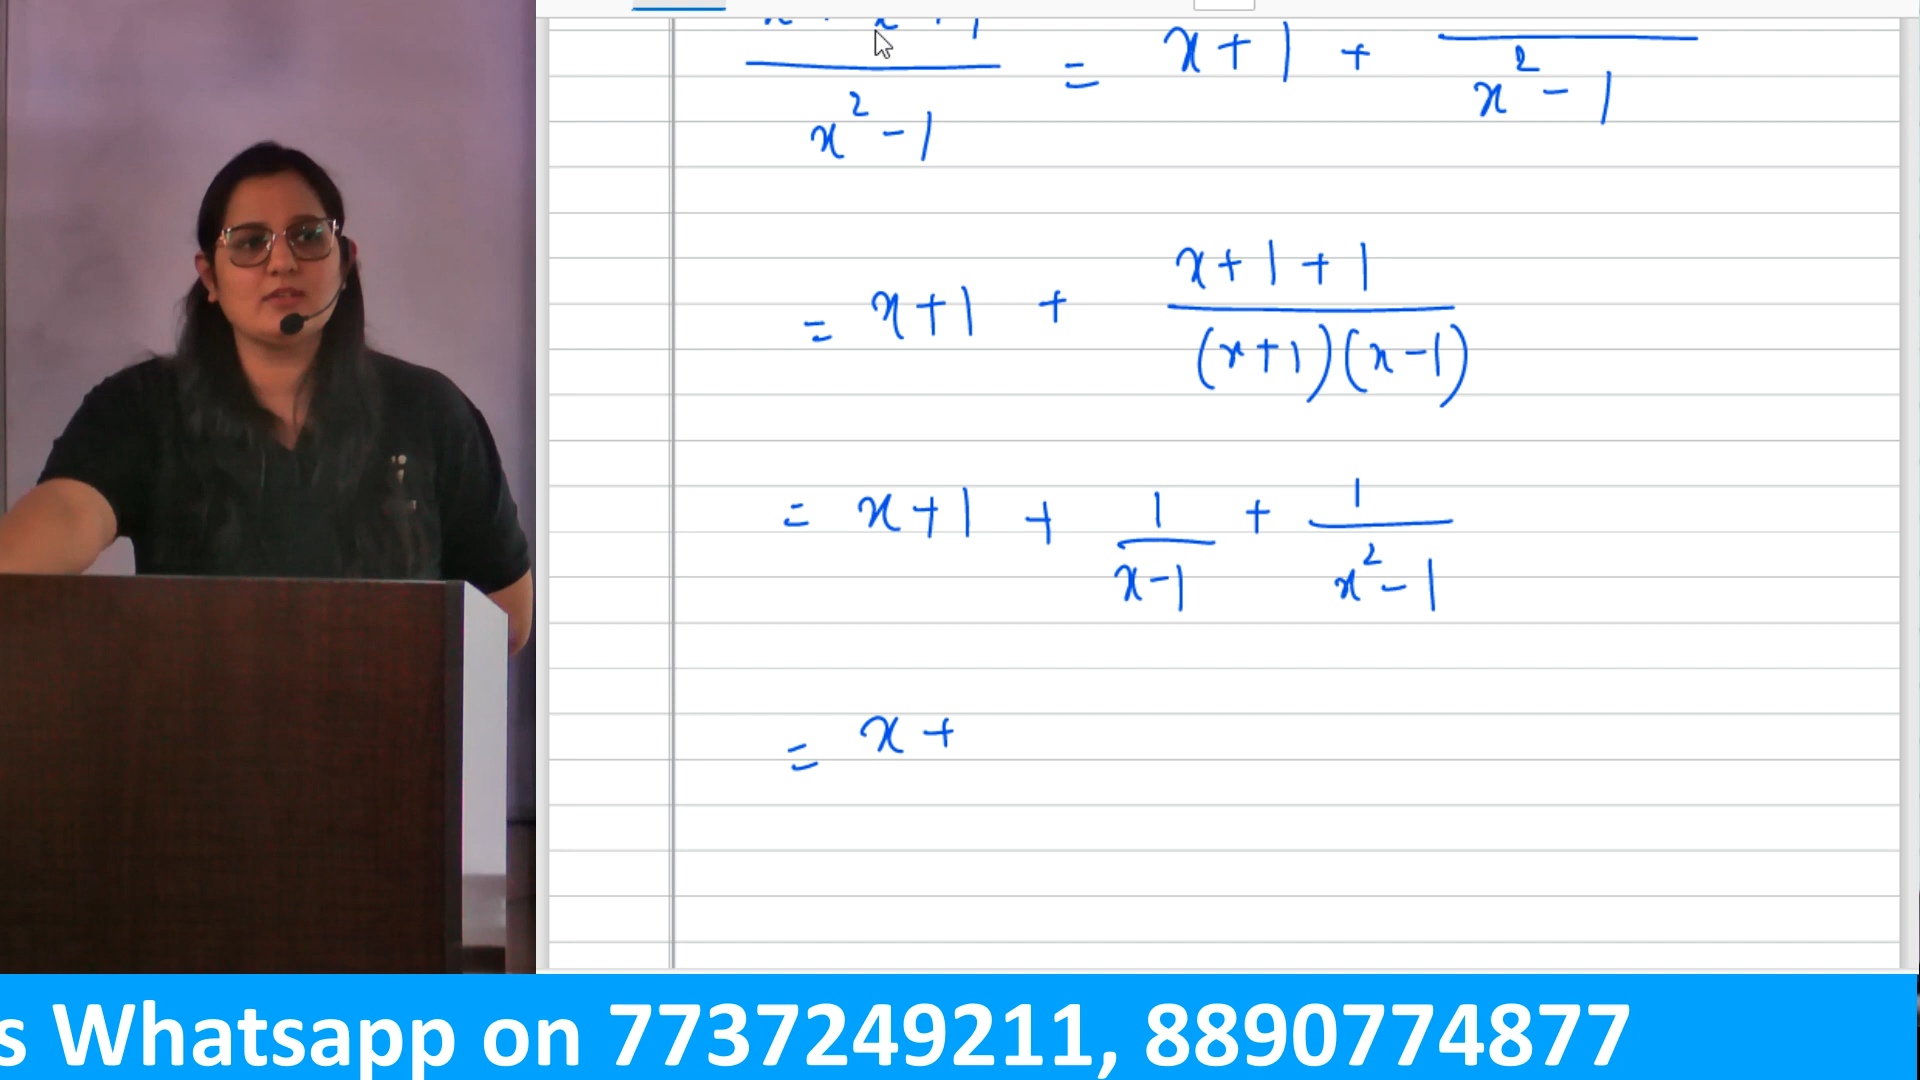 x² - 1 = x + 1 + x² - 1
= x + 1 + (x + 1 + 1) / ((x + 1)(x - 1))
= x + 1 + 1/(x - 1) + 1/(x² - 1)
= x +
s Whatsapp on 7737249211, 8890774877